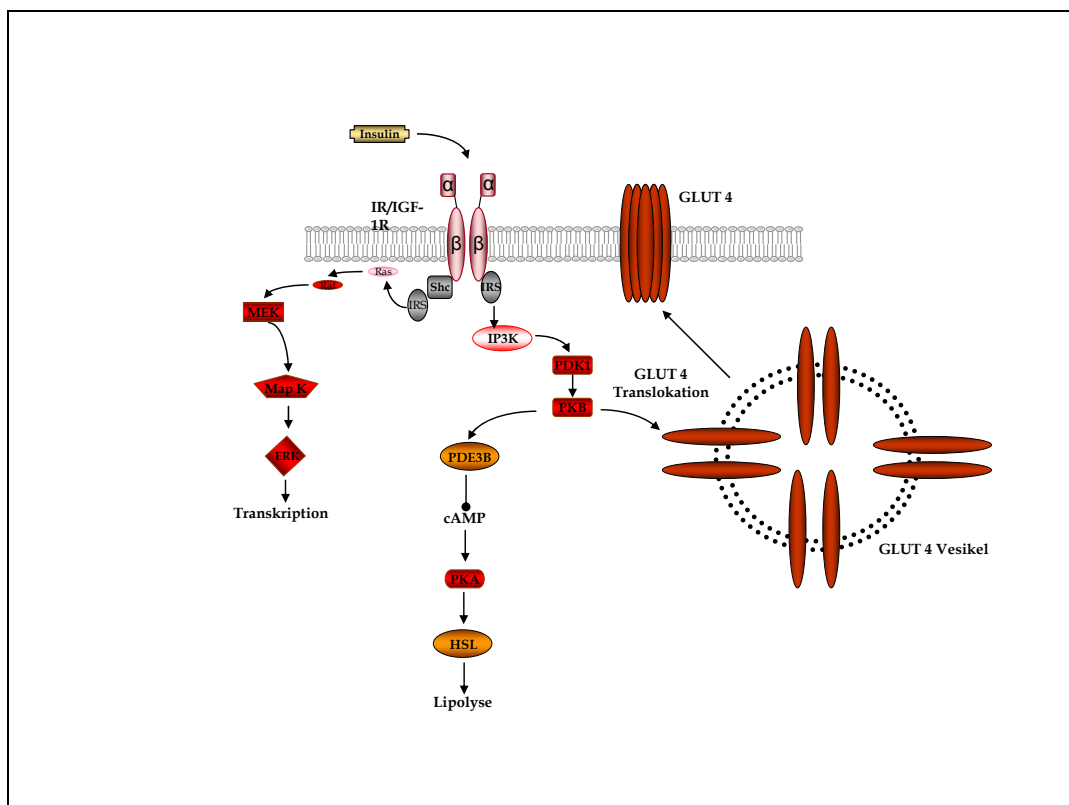 Insulin
α
α
GLUT 4
IR/IGF-
1R
β
β
Ras
Raf
Shc
IRS
IRS
MEK
IP3K
PDK1
GLUT 4
Translokation
Map K
PKB
ERK
PDE3B
Transkription
cAMP
GLUT 4 Vesikel
PKA
HSL
Lipolyse